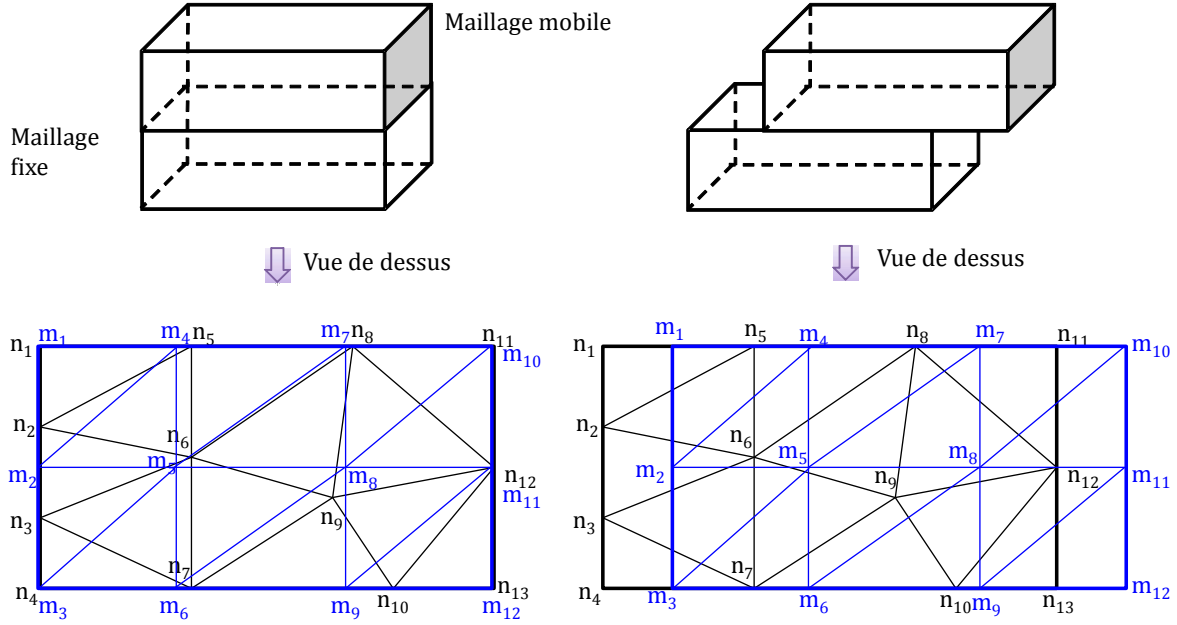 Maillage mobile
Maillage
fixe
Vue de dessus
Vue de dessus
n₁ m₁ m₄ n₅ m₇ n₈ n₁₁
m₁₀
n₂
n₆
m₂ m₅ m₈ n₁₂
m₁₁
n₃ n₉
n₇
n₄ m₃ m₆ m₉ n₁₀ n₁₃
m₁₂
n₁ m₁ n₅ m₄ n₈ m₇ n₁₁ m₁₀
n₂
n₆
m₂ m₅ n₉ m₈ n₁₂ m₁₁
n₃
n₇
n₄ m₃ m₆ n₁₀ m₉ n₁₃ m₁₂